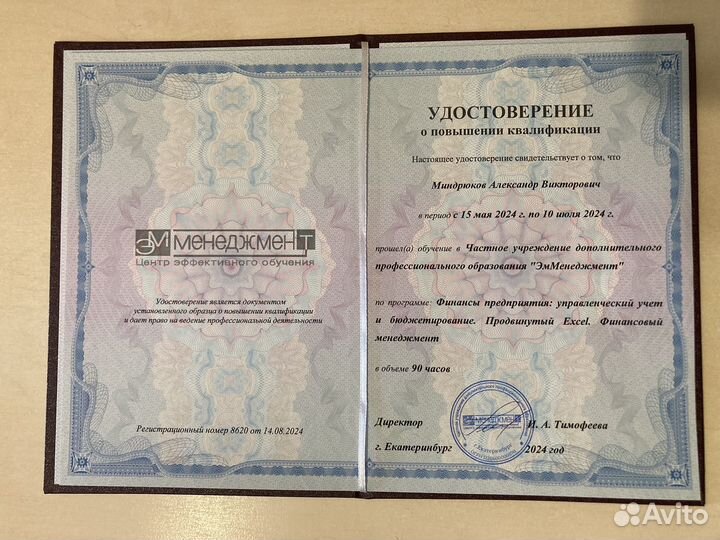 ЭМ менеджмент
Центр эффективного обучения
Удостоверение является документом
установленного образца о повышении квалификации
и дает право на ведение профессиональной деятельности
Регистрационный номер 8620 от 14.08.2024
УДОСТОВЕРЕНИЕ
о повышении квалификации
Настоящее удостоверение свидетельствует о том, что
Миндрюков Александр Викторович
в период с 15 мая 2024 г. по 10 июля 2024 г.
прошел(а) обучение в Частное учреждение дополнительного
профессионального образования "ЭмМенеджмент"
по программе: Финансы предприятия: управленческий учет
и бюджетирование. Продвинутый Excel. Финансовый
менеджмент
в объеме 90 часов
Директор И. А. Тимофеева
г. Екатеринбург 2024 год
ЭМ МЕНЕДЖМЕНТ
г. Екатеринбург
Avito